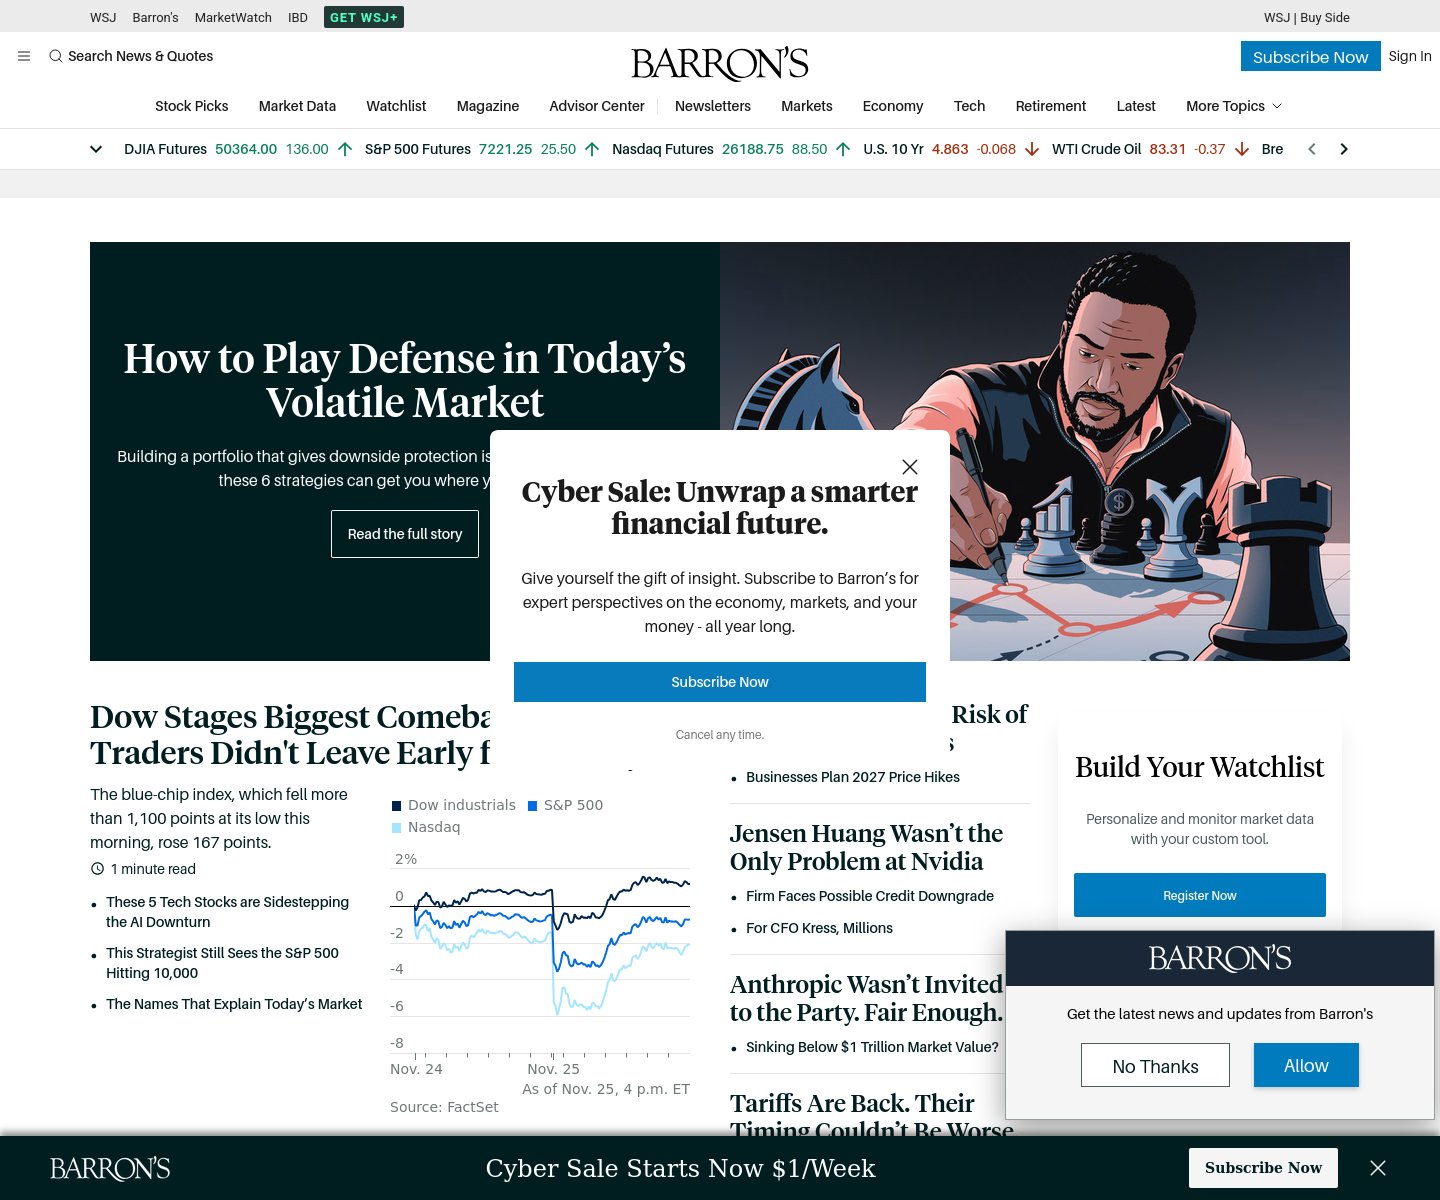 WSJ Barron's MarketWatch IBD GET WSJ+ WSJ | Buy Side
Search News & Quotes
BARRON'S
Subscribe Now Sign In
Stock Picks Market Data Watchlist Magazine Advisor Center Newsletters Markets Economy Tech Retirement Latest More Topics
DJIA Futures 50364.00 136.00 S&P 500 Futures 7221.25 25.50 Nasdaq Futures 26188.75 88.50 U.S. 10 Yr 4.863 -0.068 WTI Crude Oil 83.31 -0.37 Bre
How to Play Defense in Today's
Volatile Market
Building a portfolio that gives downside protection is
these 6 strategies can get you where y
Read the full story
$
Cyber Sale: Unwrap a smarter
financial future.
Give yourself the gift of insight. Subscribe to Barron's for
expert perspectives on the economy, markets, and your
money - all year long.
Subscribe Now
Cancel any time.
Dow Stages Biggest Comeba
Traders Didn't Leave Early f
The blue-chip index, which fell more
than 1,100 points at its low this
morning, rose 167 points.
1 minute read
These 5 Tech Stocks are Sidestepping
the AI Downturn
This Strategist Still Sees the S&P 500
Hitting 10,000
The Names That Explain Today's Market
Dow industrials S&P 500
Nasdaq
2%
0
-2
-4
-6
-8
Nov. 24 Nov. 25
As of Nov. 25, 4 p.m. ET
Source: FactSet
Risk of
s
Businesses Plan 2027 Price Hikes
Jensen Huang Wasn't the
Only Problem at Nvidia
Firm Faces Possible Credit Downgrade
For CFO Kress, Millions
Anthropic Wasn't Invited
to the Party. Fair Enough.
Sinking Below $1 Trillion Market Value?
Tariffs Are Back. Their
Timing Couldn't Be Worse
Build Your Watchlist
Personalize and monitor market data
with your custom tool.
Register Now
BARRON'S
Get the latest news and updates from Barron's
No Thanks Allow
BARRON'S Cyber Sale Starts Now $1/Week Subscribe Now